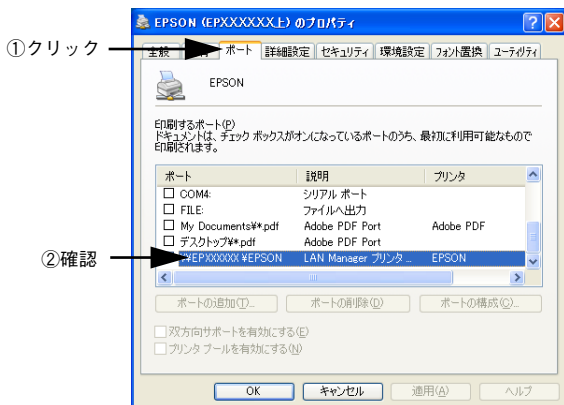 EPSON (EPXXXXXX上) のプロパティ
①クリック
全般 ポート 詳細設定 セキュリティ 環境設定 フォント置換 ユーティリティ
EPSON
印刷するポート(P)
ドキュメントは、チェック ボックスがオンになっているポートのうち、最初に利用可能なもので
印刷されます。
ポート 説明 プリンタ
COM4: シリアル ポート
FILE: ファイルへ出力
My Documents¥*.pdf Adobe PDF Port Adobe PDF
デスクトップ¥*.pdf Adobe PDF Port
②確認
¥EPXXXXXX ¥EPSON LAN Manager プリンタ ... EPSON
ポートの追加(T)... ポートの削除(D) ポートの構成(C)...
双方向サポートを有効にする(E)
プリンタ プールを有効にする(N)
OK キャンセル 適用(A) ヘルプ